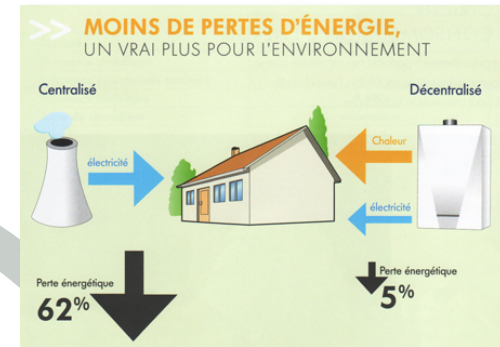 >> MOINS DE PERTES D'ÉNERGIE,
UN VRAI PLUS POUR L'ENVIRONNEMENT
Centralisé
Décentralisé
électricité
Chaleur
électricité
Perte énergétique
62%
Perte énergétique
5%